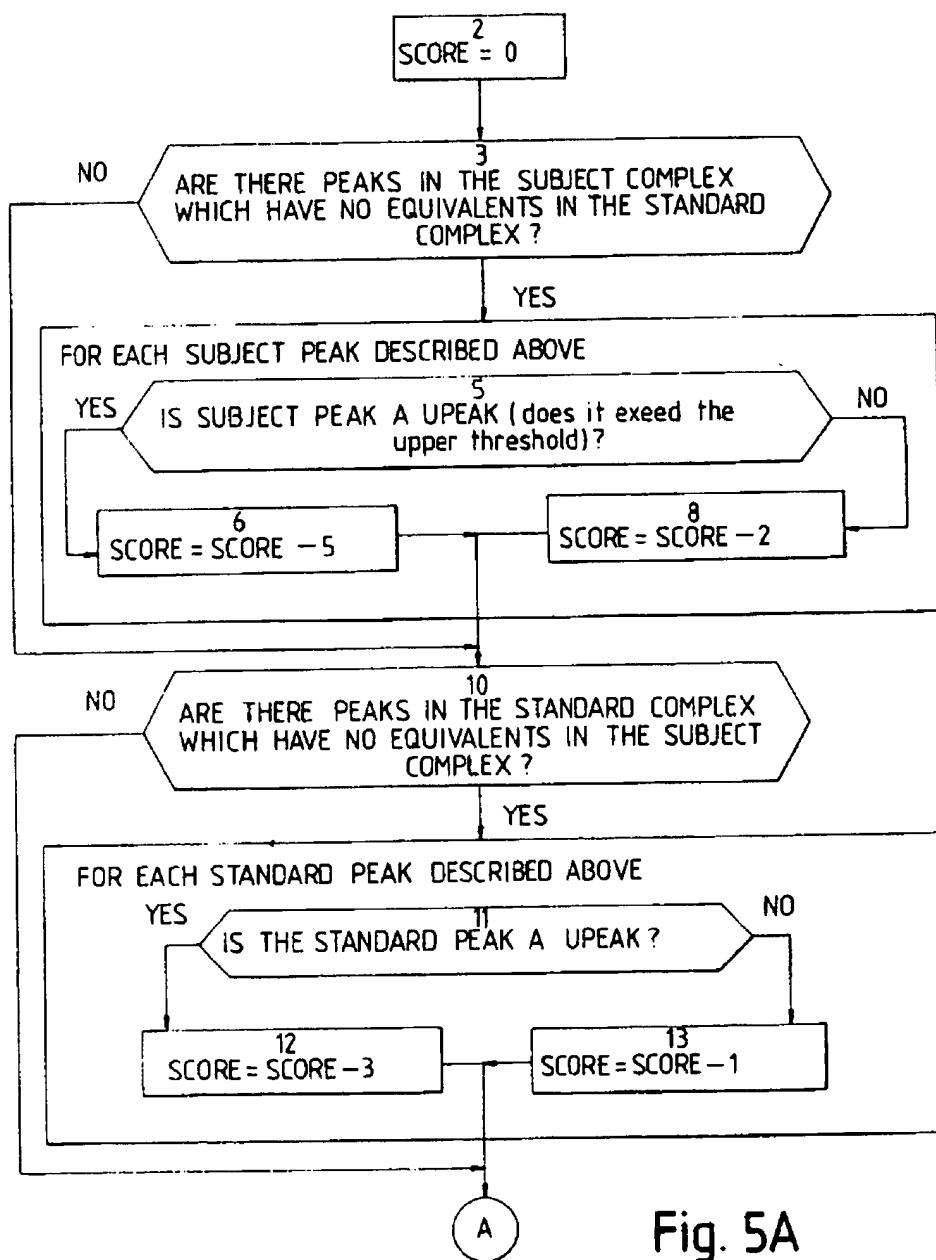 2
SCORE = 0
NO
3
ARE THERE PEAKS IN THE SUBJECT COMPLEX
WHICH HAVE NO EQUIVALENTS IN THE STANDARD
COMPLEX ?
YES
FOR EACH SUBJECT PEAK DESCRIBED ABOVE
YES
5
NO
IS SUBJECT PEAK A UPEAK (does it exeed the
upper threshold)?
6
SCORE = SCORE - 5
8
SCORE = SCORE - 2
NO
10
ARE THERE PEAKS IN THE STANDARD COMPLEX
WHICH HAVE NO EQUIVALENTS IN THE SUBJECT
COMPLEX ?
YES
FOR EACH STANDARD PEAK DESCRIBED ABOVE
YES
11
NO
IS THE STANDARD PEAK A UPEAK ?
12
SCORE = SCORE - 3
13
SCORE = SCORE - 1
A
Fig. 5A